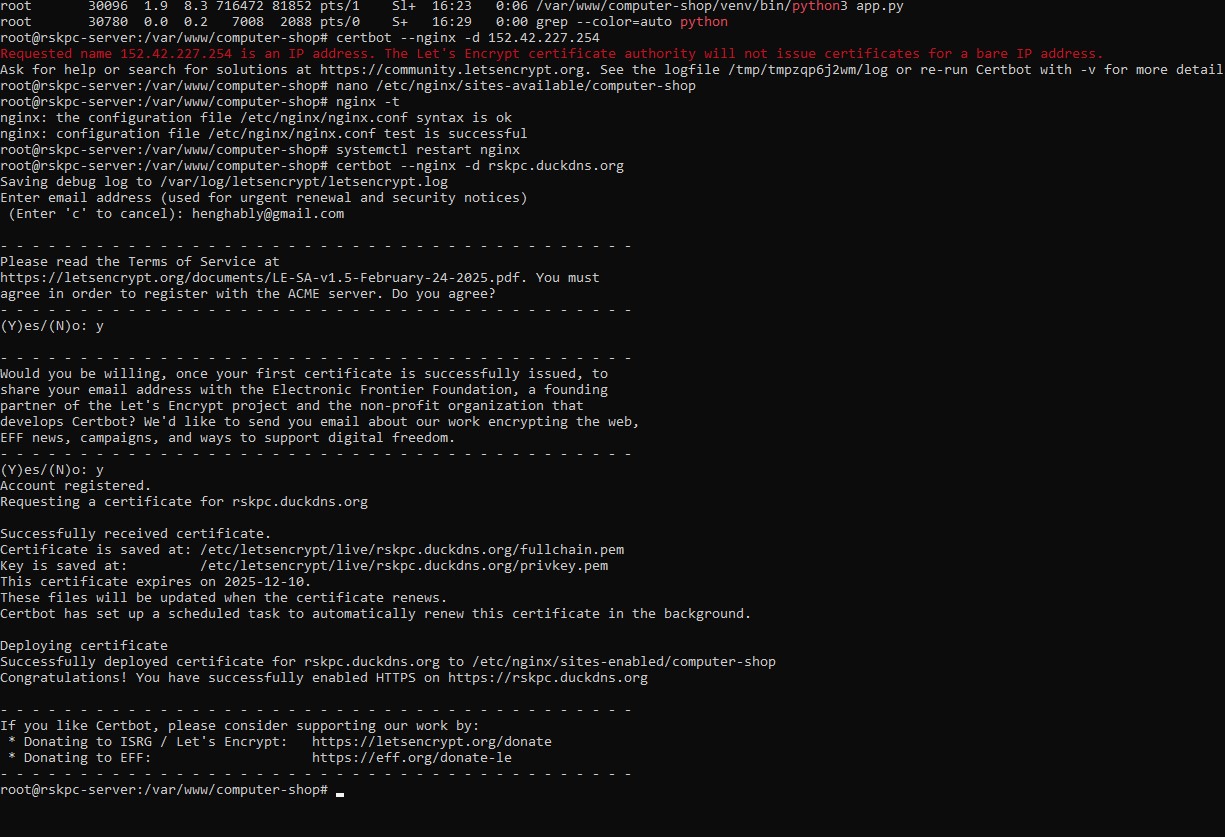 root       30096  1.9  8.3 716472 81852 pts/1    Sl+  16:23   0:06 /var/www/computer-shop/venv/bin/python3 app.py
root       30780  0.0  0.2   7008  2088 pts/0    S+   16:29   0:00 grep --color=auto python
root@rskpc-server:/var/www/computer-shop# certbot --nginx -d 152.42.227.254
Requested name 152.42.227.254 is an IP address. The Let's Encrypt certificate authority will not issue certificates for a bare IP address.
Ask for help or search for solutions at https://community.letsencrypt.org. See the logfile /tmp/tmpzqp6j2wm/log or re-run Certbot with -v for more detail
root@rskpc-server:/var/www/computer-shop# nano /etc/nginx/sites-available/computer-shop
root@rskpc-server:/var/www/computer-shop# nginx -t
nginx: the configuration file /etc/nginx/nginx.conf syntax is ok
nginx: configuration file /etc/nginx/nginx.conf test is successful
root@rskpc-server:/var/www/computer-shop# systemctl restart nginx
root@rskpc-server:/var/www/computer-shop# certbot --nginx -d rskpc.duckdns.org
Saving debug log to /var/log/letsencrypt/letsencrypt.log
Enter email address (used for urgent renewal and security notices)
 (Enter 'c' to cancel): henghably@gmail.com

- - - - - - - - - - - - - - - - - - - - - - - - - - - - - - - - - - - - - - - -
Please read the Terms of Service at
https://letsencrypt.org/documents/LE-SA-v1.5-February-24-2025.pdf. You must
agree in order to register with the ACME server. Do you agree?
- - - - - - - - - - - - - - - - - - - - - - - - - - - - - - - - - - - - - - - -
(Y)es/(N)o: y

- - - - - - - - - - - - - - - - - - - - - - - - - - - - - - - - - - - - - - - -
Would you be willing, once your first certificate is successfully issued, to
share your email address with the Electronic Frontier Foundation, a founding
partner of the Let's Encrypt project and the non-profit organization that
develops Certbot? We'd like to send you email about our work encrypting the web,
EFF news, campaigns, and ways to support digital freedom.
- - - - - - - - - - - - - - - - - - - - - - - - - - - - - - - - - - - - - - - -
(Y)es/(N)o: y
Account registered.
Requesting a certificate for rskpc.duckdns.org

Successfully received certificate.
Certificate is saved at: /etc/letsencrypt/live/rskpc.duckdns.org/fullchain.pem
Key is saved at:         /etc/letsencrypt/live/rskpc.duckdns.org/privkey.pem
This certificate expires on 2025-12-10.
These files will be updated when the certificate renews.
Certbot has set up a scheduled task to automatically renew this certificate in the background.

Deploying certificate
Successfully deployed certificate for rskpc.duckdns.org to /etc/nginx/sites-enabled/computer-shop
Congratulations! You have successfully enabled HTTPS on https://rskpc.duckdns.org

- - - - - - - - - - - - - - - - - - - - - - - - - - - - - - - - - - - - - - - -
If you like Certbot, please consider supporting our work by:
 * Donating to ISRG / Let's Encrypt:   https://letsencrypt.org/donate
 * Donating to EFF:                    https://eff.org/donate-le
- - - - - - - - - - - - - - - - - - - - - - - - - - - - - - - - - - - - - - - -
root@rskpc-server:/var/www/computer-shop#